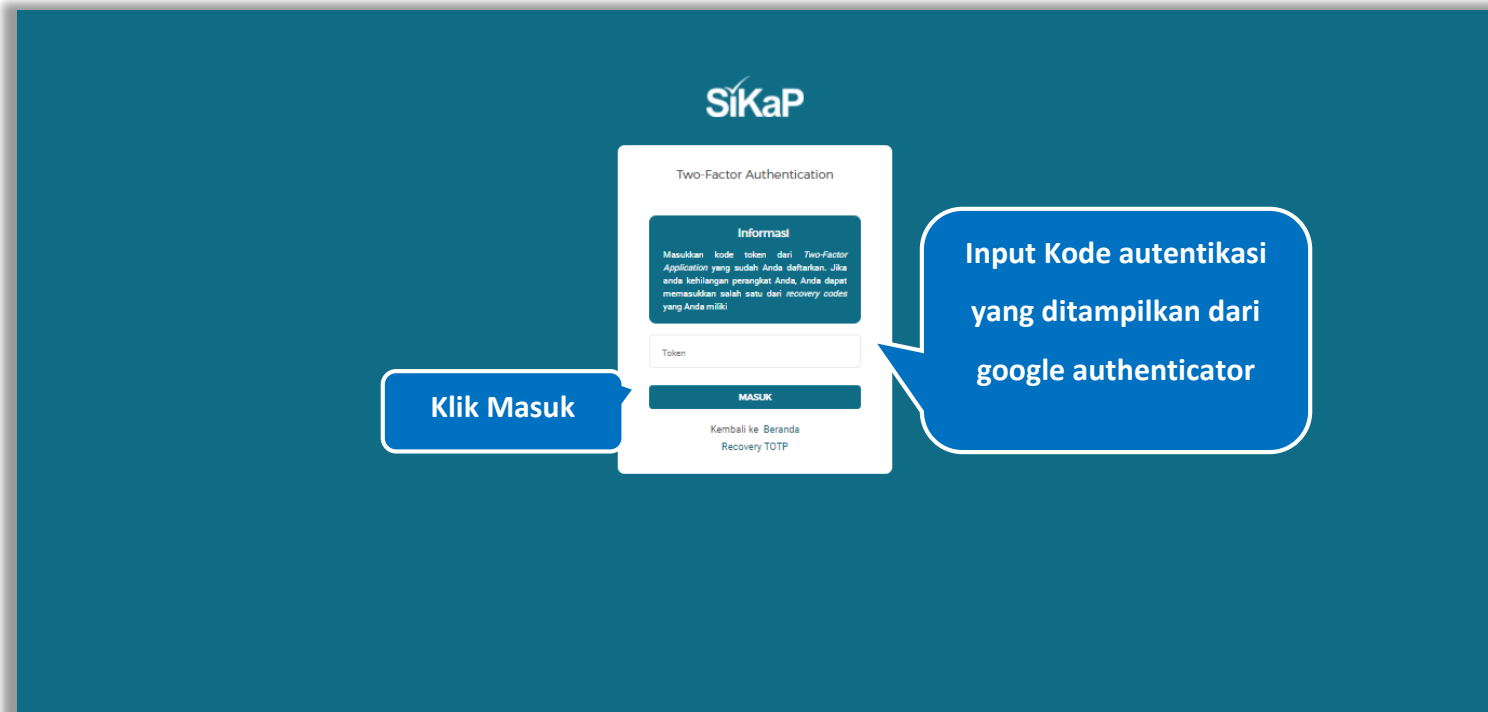 SiKaP
Two-Factor Authentication
Informasi
Masukkan kode token dari Two-Factor
Application yang sudah Anda daftarkan. Jika
anda kehilangan perangkat Anda, Anda dapat
memasukkan salah satu dari recovery codes
yang Anda miliki
Token
MASUK
Kembali ke Beranda
Recovery TOTP
Klik Masuk
Input Kode autentikasi
yang ditampilkan dari
google authenticator